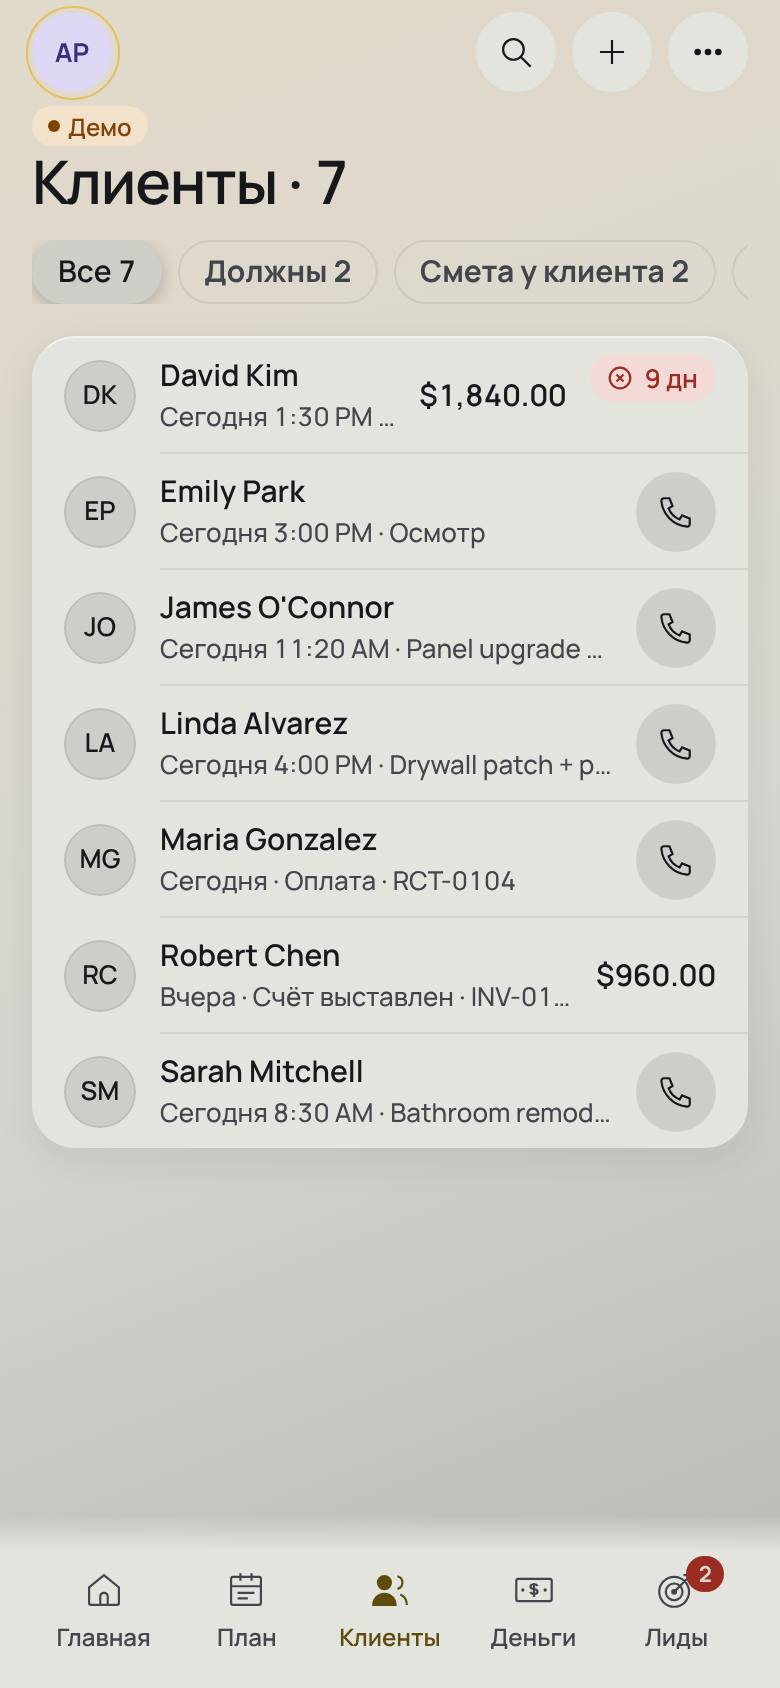 АР
Демо
Клиенты · 7
Все 7
Должны 2
Смета у клиента 2
DK
David Kim
Сегодня 1:30 PM ...
$1,840.00
9 дн
EP
Emily Park
Сегодня 3:00 PM · Осмотр
JO
James O'Connor
Сегодня 11:20 AM · Panel upgrade ...
LA
Linda Alvarez
Сегодня 4:00 PM · Drywall patch + p...
MG
Maria Gonzalez
Сегодня · Оплата · RCT-0104
RC
Robert Chen
Вчера · Счёт выставлен · INV-01...
$960.00
SM
Sarah Mitchell
Сегодня 8:30 AM · Bathroom remod...
Главная
План
Клиенты
Деньги
2
Лиды